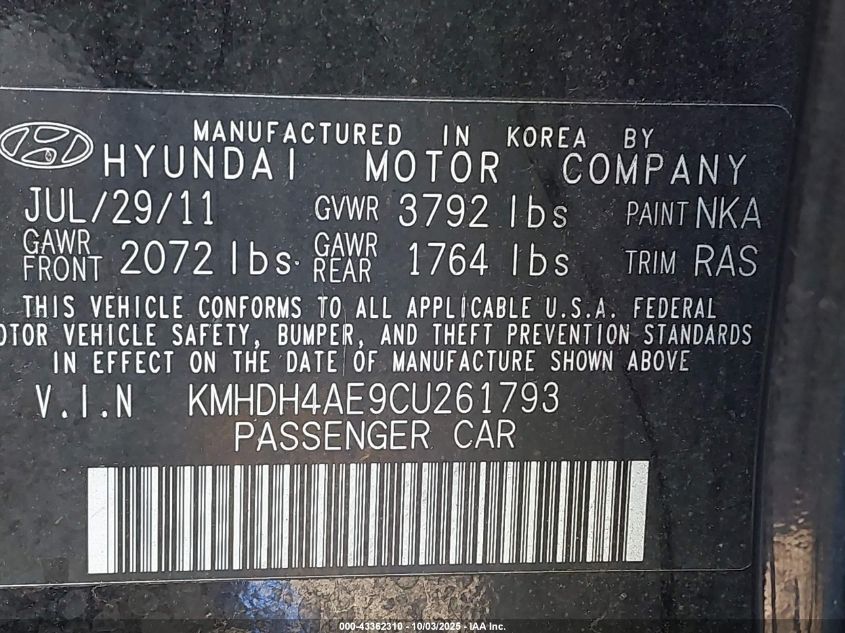 MANUFACTURED IN KOREA BY
HYUNDAI MOTOR COMPANY
JUL/29/11 GVWR 3792 lbs PAINT NKA
GAWR FRONT 2072 lbs. GAWR REAR 1764 lbs TRIM RAS
THIS VEHICLE CONFORMS TO ALL APPLICABLE U.S.A. FEDERAL
OTOR VEHICLE SAFETY, BUMPER, AND THEFT PREVENTION STANDARDS
IN EFFECT ON THE DATE OF MANUFACTURE SHOWN ABOVE
V.I.N KMHDH4AE9CU261793
PASSENGER CAR
000-43362310 - 10/03/2025 - IAA Inc.